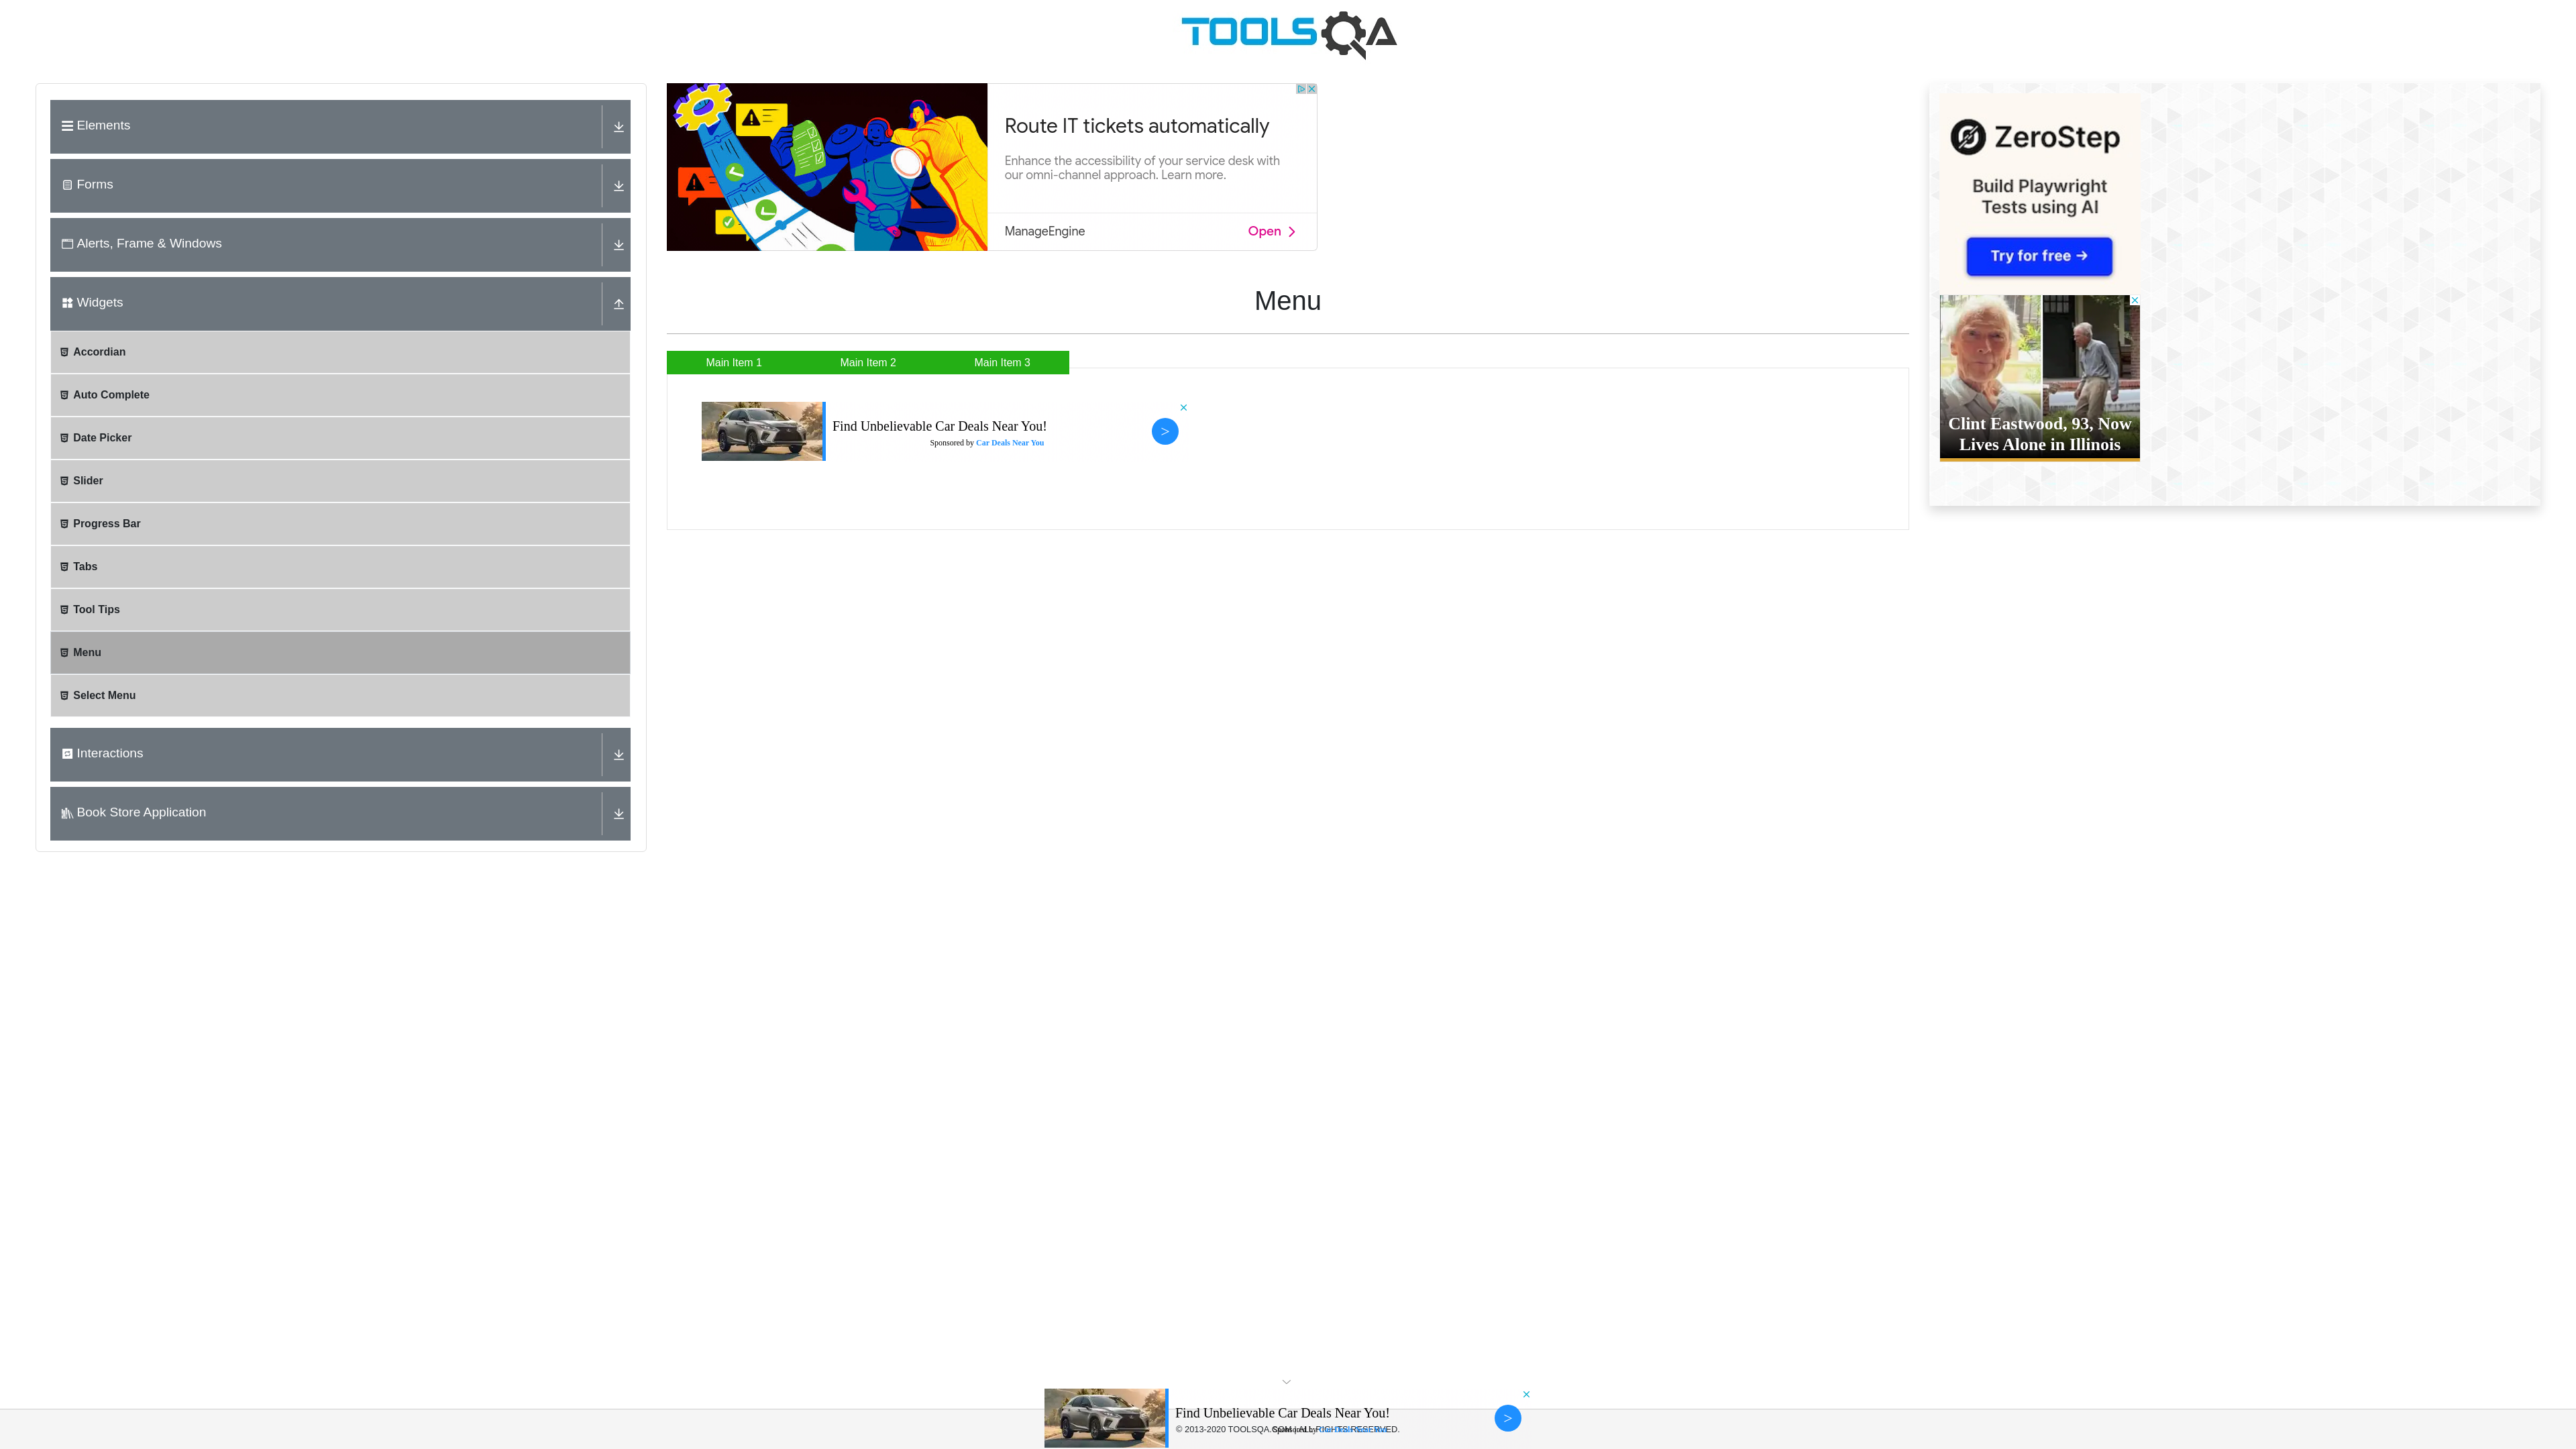 TOOLSQA
Elements
Forms
Alerts, Frame & Windows
Widgets
Accordian
Auto Complete
Date Picker
Slider
Progress Bar
Tabs
Tool Tips
Menu
Select Menu
Interactions
Book Store Application
Route IT tickets automatically
Enhance the accessibility of your service desk with
our omni-channel approach. Learn more.
ManageEngine
Open
Menu
Main Item 1
Main Item 2
Main Item 3
Find Unbelievable Car Deals Near You!
Sponsored by Car Deals Near You
>
ZeroStep
Build Playwright
Tests using AI
Try for free →
Clint Eastwood, 93, Now
Lives Alone in Illinois
Find Unbelievable Car Deals Near You!
© 2013-2020 TOOLSQA.COM | ALL RIGHTS RESERVED.
>